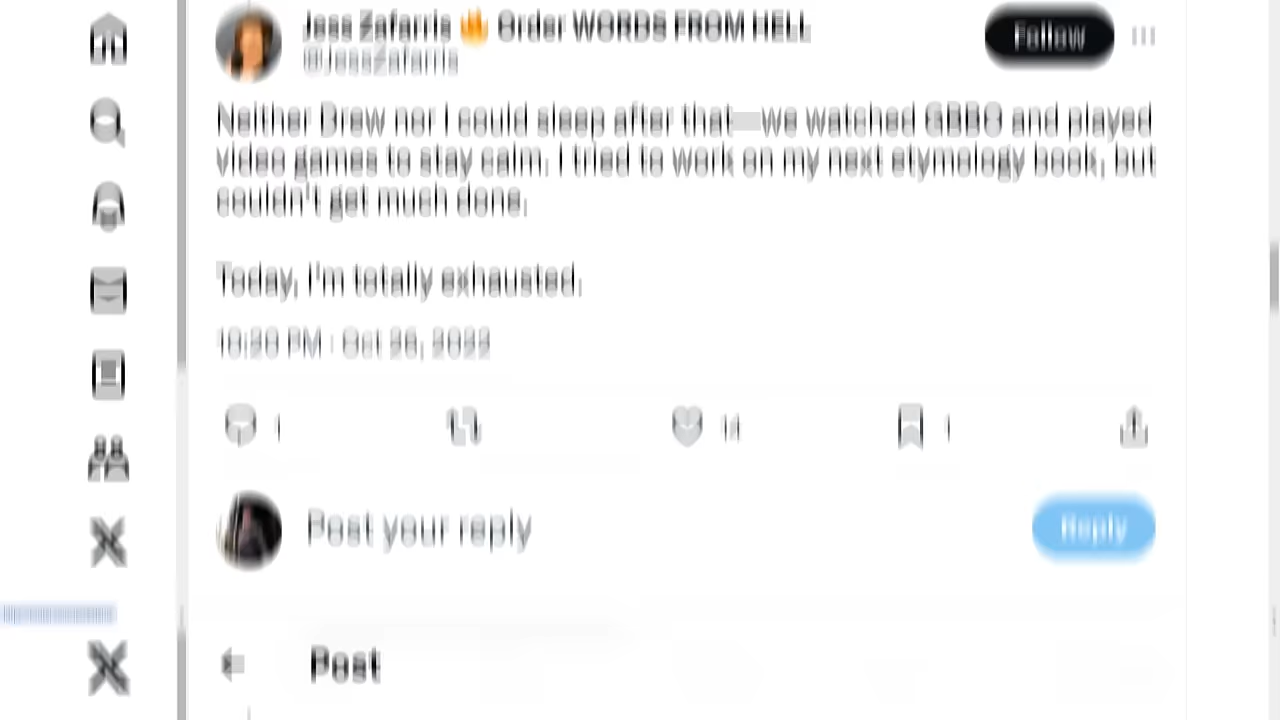 Jess Zafarris 🔥 Order WORDS FROM HELL
@JessZafarris
Follow
Neither Drew nor I could sleep after that—we watched GBBO and played
video games to stay calm. I tried to work on my next etymology book, but
couldn't get much done.
Today, I'm totally exhausted.
PM · Oct
Post your reply
Reply
Post